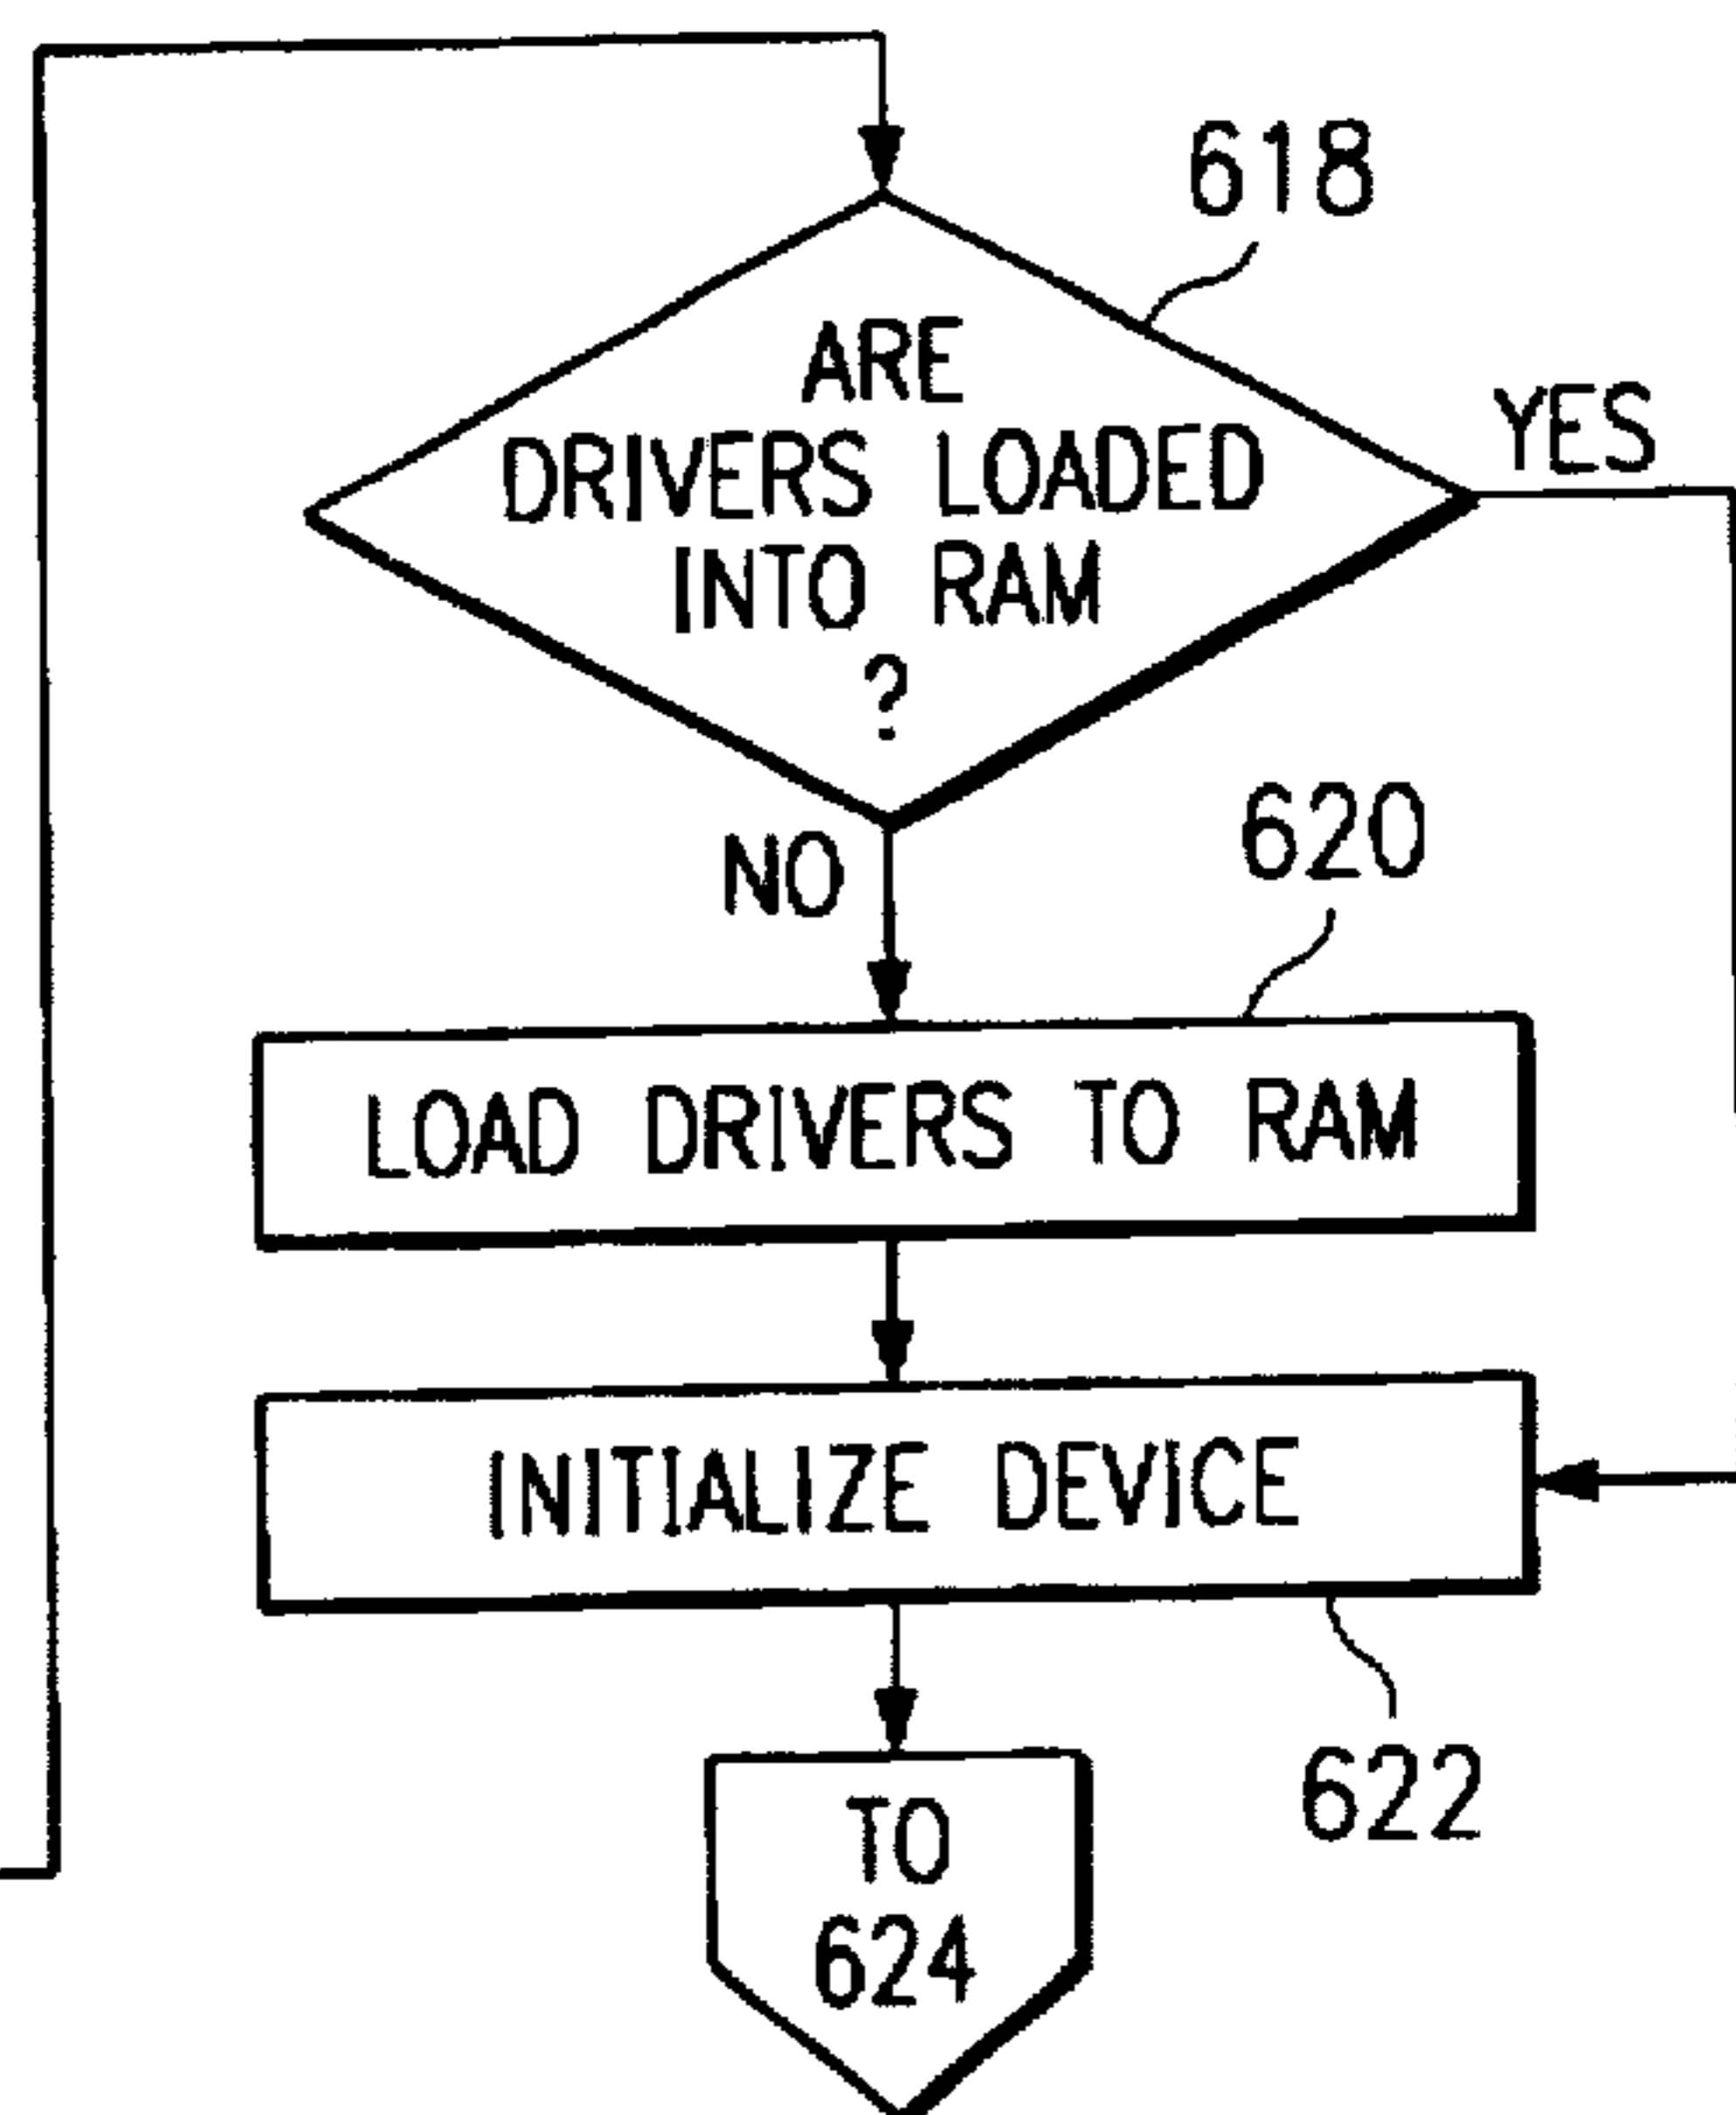 618
ARE
DRIVERS LOADED
INTO RAM
?
YES
NO
620
LOAD DRIVERS TO RAM
INITIALIZE DEVICE
622
TO
624